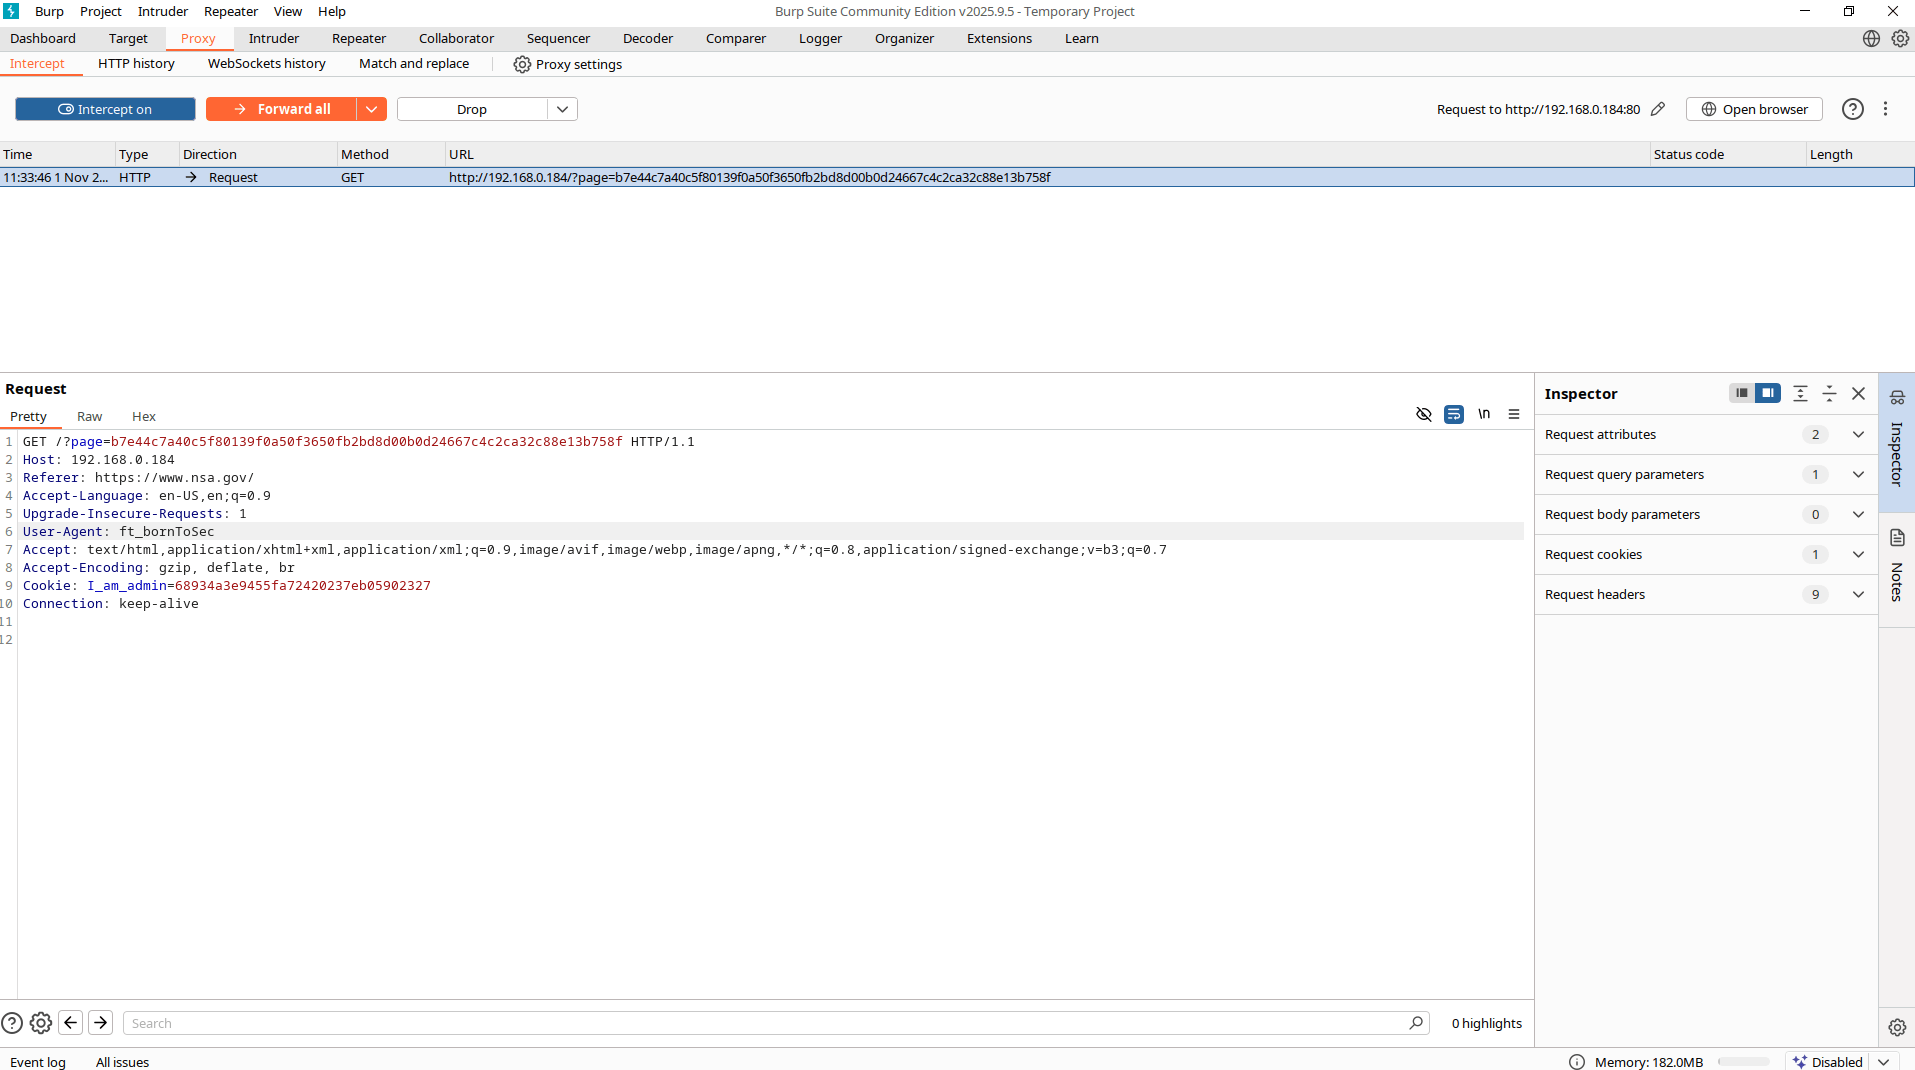 Burp Project Intruder Repeater View Help Burp Suite Community Edition v2025.9.5 - Temporary Project
Dashboard Target Proxy Intruder Repeater Collaborator Sequencer Decoder Comparer Logger Organizer Extensions Learn
Intercept HTTP history WebSockets history Match and replace Proxy settings
Intercept on Forward all Drop Request to http://192.168.0.184:80 Open browser
Time Type Direction Method URL Status code Length
11:33:46 1 Nov 2... HTTP Request GET http://192.168.0.184/?page=b7e44c7a40c5f80139f0a50f3650fb2bd8d00b0d24667c4c2ca32c88e13b758f
Request
Pretty Raw Hex \n
1 GET /?page=b7e44c7a40c5f80139f0a50f3650fb2bd8d00b0d24667c4c2ca32c88e13b758f HTTP/1.1
2 Host: 192.168.0.184
3 Referer: https://www.nsa.gov/
4 Accept-Language: en-US,en;q=0.9
5 Upgrade-Insecure-Requests: 1
6 User-Agent: ft_bornToSec
7 Accept: text/html,application/xhtml+xml,application/xml;q=0.9,image/avif,image/webp,image/apng,*/*;q=0.8,application/signed-exchange;v=b3;q=0.7
8 Accept-Encoding: gzip, deflate, br
9 Cookie: I_am_admin=68934a3e9455fa72420237eb05902327
10 Connection: keep-alive
11
12
Inspector
Request attributes 2
Request query parameters 1
Request body parameters 0
Request cookies 1
Request headers 9
Inspector
Notes
Search 0 highlights
Event log All issues Memory: 182.0MB Disabled